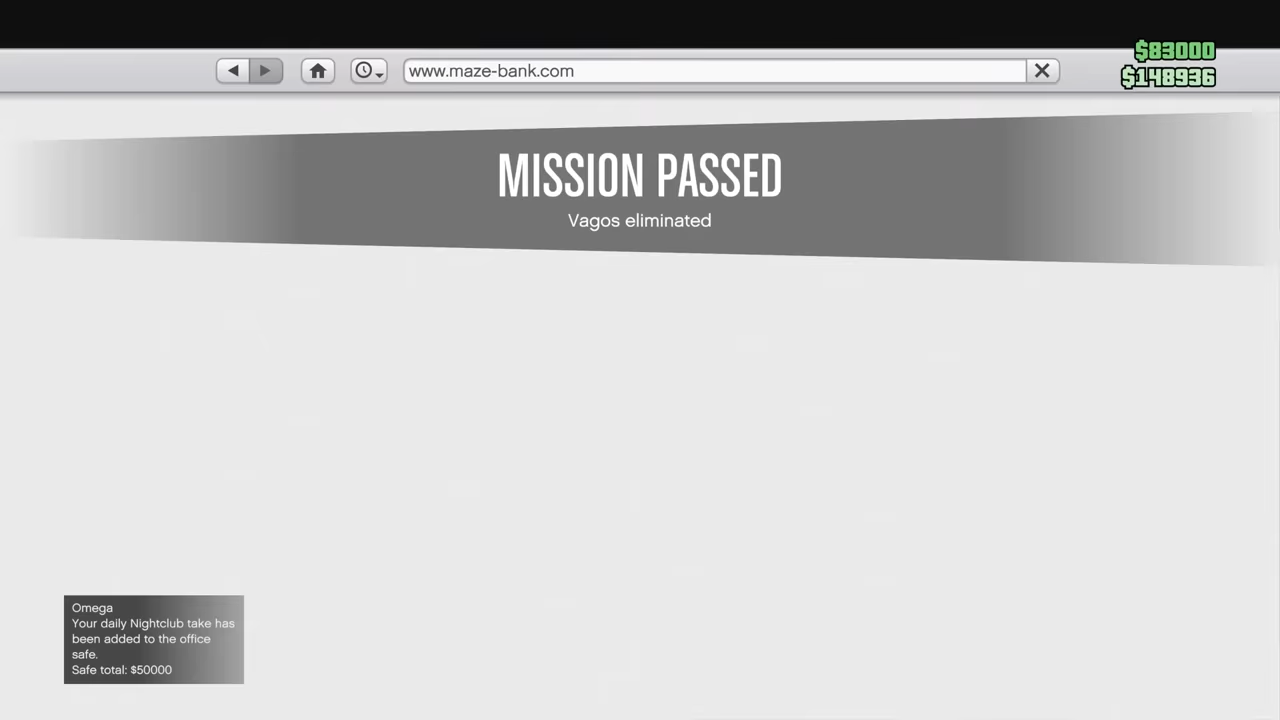 www.maze-bank.com
$83000
$148936
MISSION PASSED
Vagos eliminated
Omega
Your daily Nightclub take has
been added to the office
safe.
Safe total: $50000